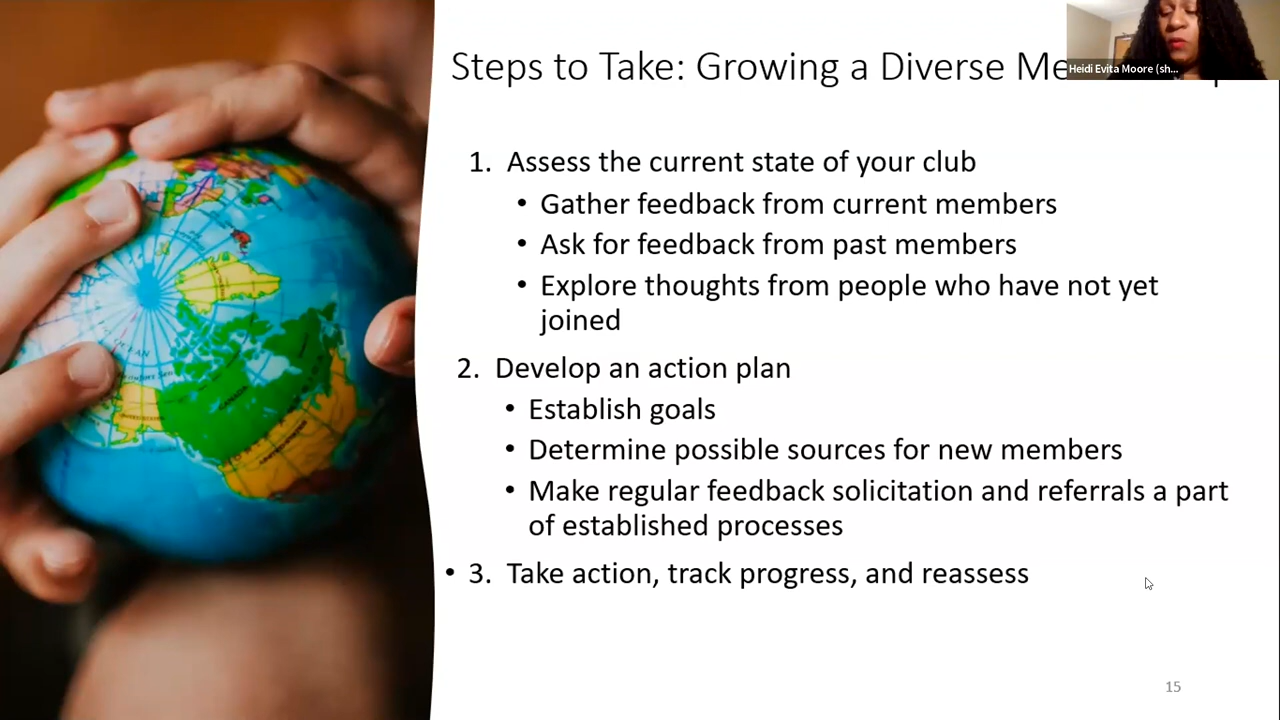 Steps to Take: Growing a Diverse
Heidi Evita Moore (sh...
1. Assess the current state of your club
• Gather feedback from current members
• Ask for feedback from past members
• Explore thoughts from people who have not yet
joined
2. Develop an action plan
• Establish goals
• Determine possible sources for new members
• Make regular feedback solicitation and referrals a part
of established processes
• 3. Take action, track progress, and reassess
15